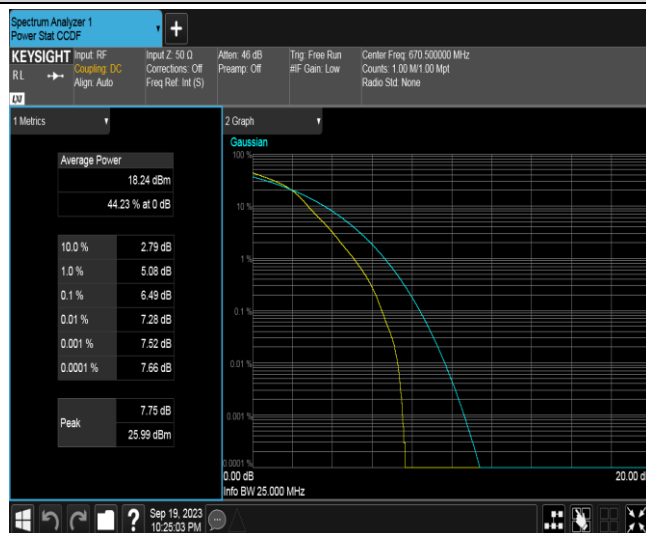 Spectrum Analyzer 1
Power Stat CCDF
KEYSIGHT
RL
LXI
Input: RF
Coupling: DC
Align: Auto
Input Z: 50 Ω
Corrections: Off
Freq Ref: Int (S)
Atten: 46 dB
Preamp: Off
Trig: Free Run
#IF Gain: Low
Center Freq: 670.500000 MHz
Counts: 1.00 M/1.00 Mpt
Radio Std: None
1 Metrics
Average Power
18.24 dBm
44.23 % at 0 dB
10.0 % 2.79 dB
1.0 % 5.08 dB
0.1 % 6.49 dB
0.01 % 7.28 dB
0.001 % 7.52 dB
0.0001 % 7.66 dB
Peak 7.75 dB
25.99 dBm
2 Graph
Gaussian
100 %
10 %
1 %
0.1 %
0.01 %
0.001 %
0.0001 %
0.00 dB 20.00 d
Info BW 25.000 MHz
? Sep 19, 2023
10:25:03 PM